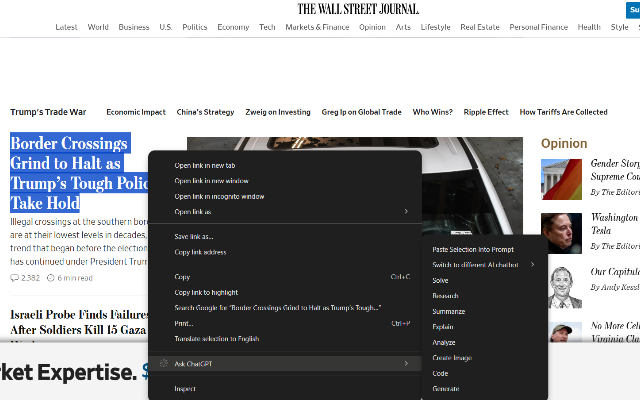 THE WALL STREET JOURNAL.
Su
Latest World Business U.S. Politics Economy Tech Markets & Finance Opinion Arts Lifestyle Real Estate Personal Finance Health Style
Trump's Trade War Economic Impact China's Strategy Zweig on Investing Greg Ip on Global Trade Who Wins? Ripple Effect How Tariffs Are Collected
Border Crossings
Grind to Halt as
Trump's Tough Polic
Take Hold
Illegal crossings at the southern bor
are at their lowest levels in decades,
trend that began before the election
has continued under President Trum
2,382 6 min read
Israeli Probe Finds Failures
After Soldiers Kill 15 Gaza
ket Expertise.
Open link in new tab
Open link in new window
Open link in incognito window
Open link as
Save link as...
Copy link address
Copy Ctrl+C
Copy link to highlight
Search Google for "Border Crossings Grind to Halt as Trump's Tough..."
Print... Ctrl+P
Translate selection to English
Ask ChatGPT
Inspect
Paste Selection Into Prompt
Switch to different AI chatbot
Solve
Research
Summarize
Explain
Analyze
Create Image
Code
Generate
Opinion
Gender Story
Supreme Cou
By The Editori
Washington
Tesla
By The Editori
Our Capitul
By Andy Kessl
No More Cel
Virginia Clas